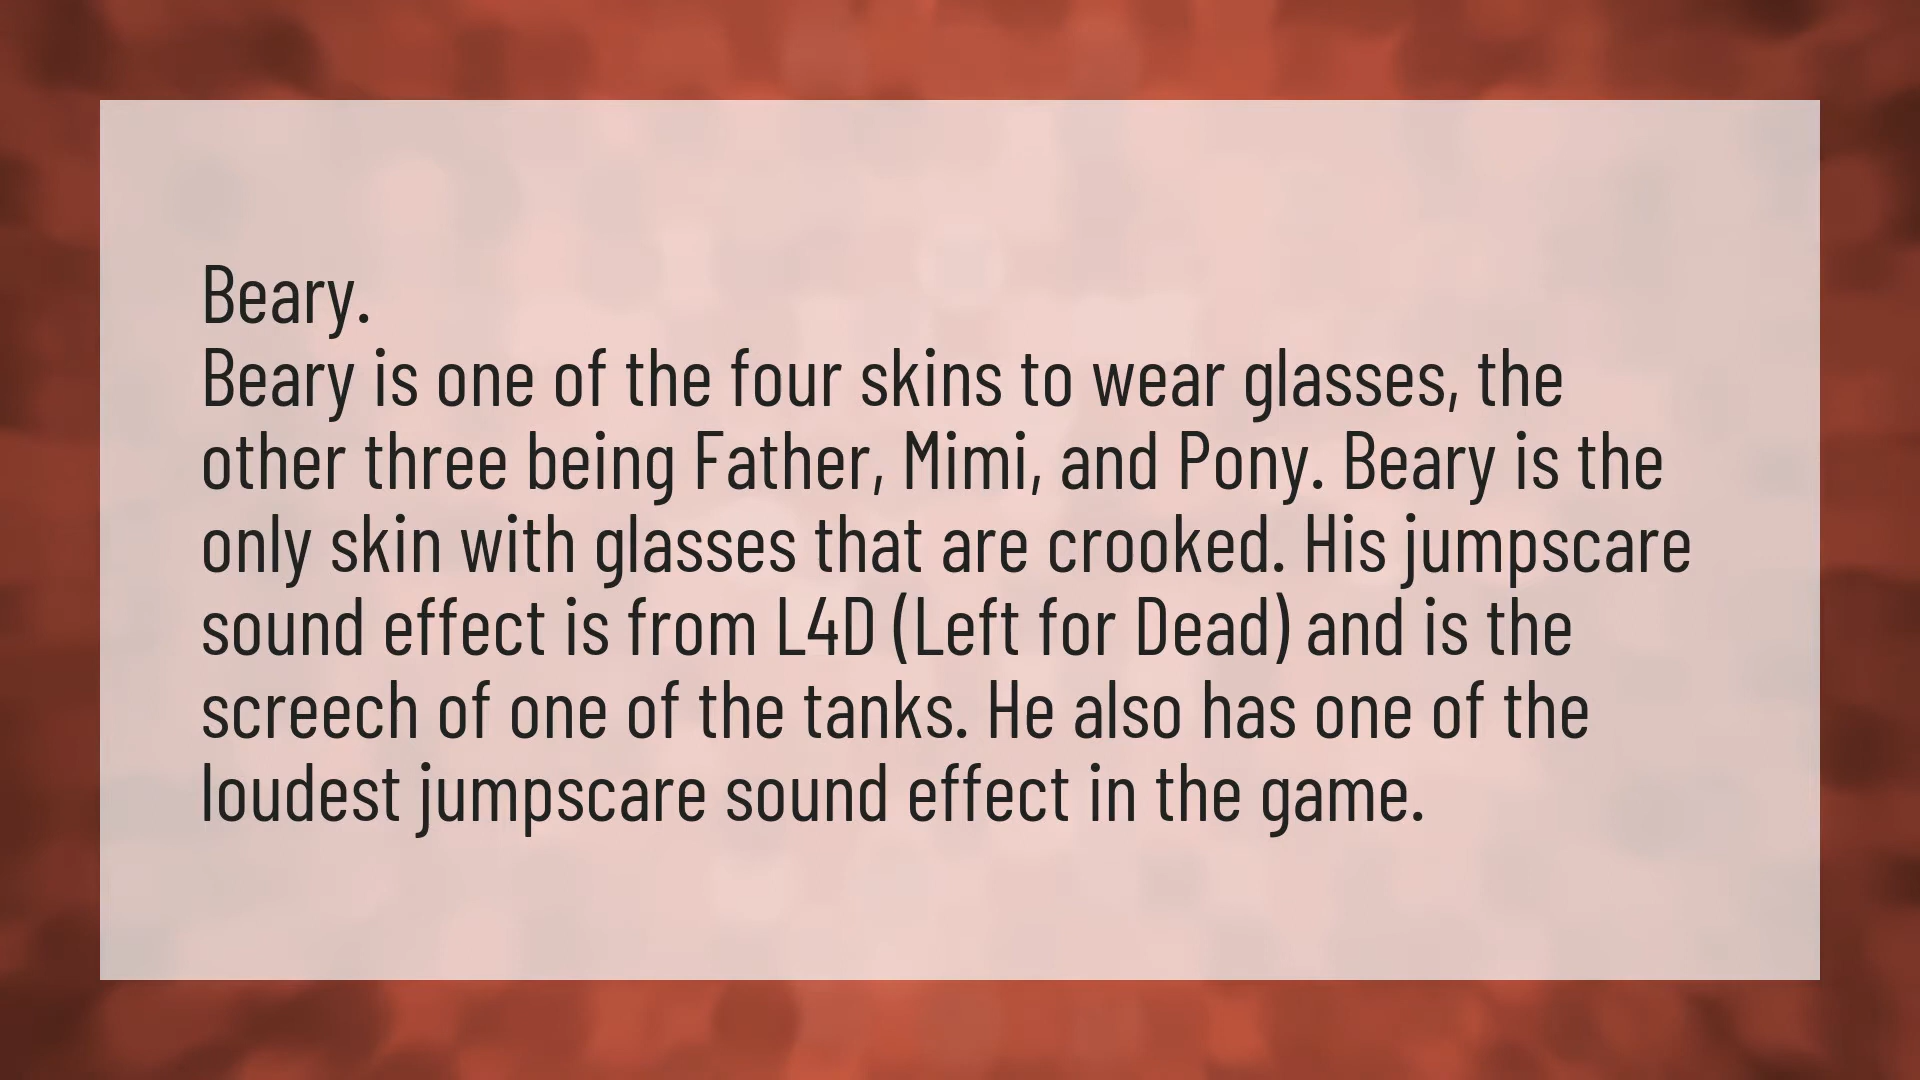 Beary.
Beary is one of the four skins to wear glasses, the
other three being Father, Mimi, and Pony. Beary is the
only skin with glasses that are crooked. His jumpscare
sound effect is from L4D (Left for Dead) and is the
screech of one of the tanks. He also has one of the
loudest jumpscare sound effect in the game.